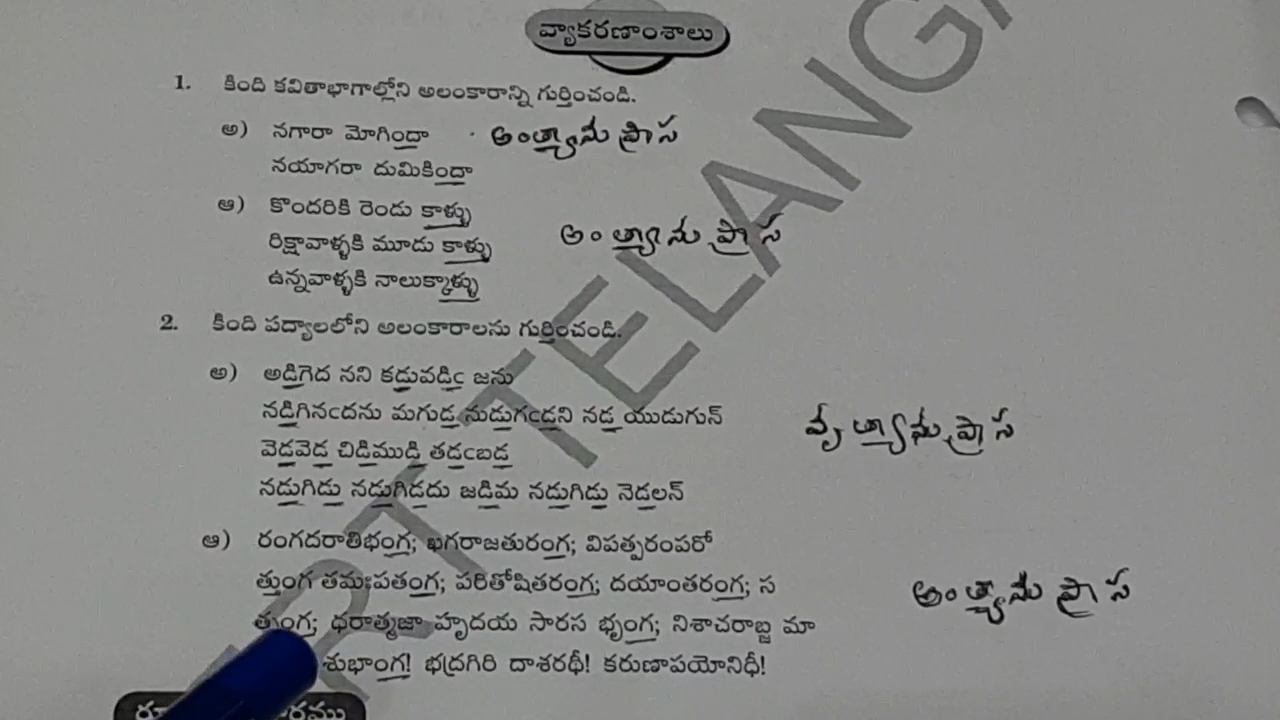 వ్యాకరణాంశాలు
1. కింది కవితాభాగాల్లోని అలంకారాన్ని గుర్తించండి.
అ) నగారా మోగిందా అంత్యానుప్రాస
నయాగరా దుమికిందా
ఆ) కొందరికి రెండు కాళ్ళు
రిక్షావాళ్ళకి మూడు కాళ్ళు అంత్యానుప్రాస
ఉన్నవాళ్ళకి నాలుక్కాళ్ళు
2. కింది పద్యాలలోని అలంకారాలను గుర్తించండి.
అ) అడిగెద నని కడువడిఁ జను
నడిగినఁదను మగుడ నుడుగఁడని నడ యుడుగున్ వృత్యానుప్రాస
వెడవెడ చిడిముడి తడఁబడ
నడుగిడు నడుగిడదు జడిమ నడుగిడు నెడలన్
ఆ) రంగదరాతిభంగ; ఖగరాజతురంగ; విపత్పరంపరో
త్తుంగ తమఃపతంగ; పరితోషితరంగ; దయాంతరంగ; స అంత్యానుప్రాస
త్సంగ; ధరాత్మజా హృదయ సారస భృంగ; నిశాచరాబ్జ మా
శుభాంగ! భద్రగిరి దాశరథీ! కరుణాపయోనిధీ!
TELANGA